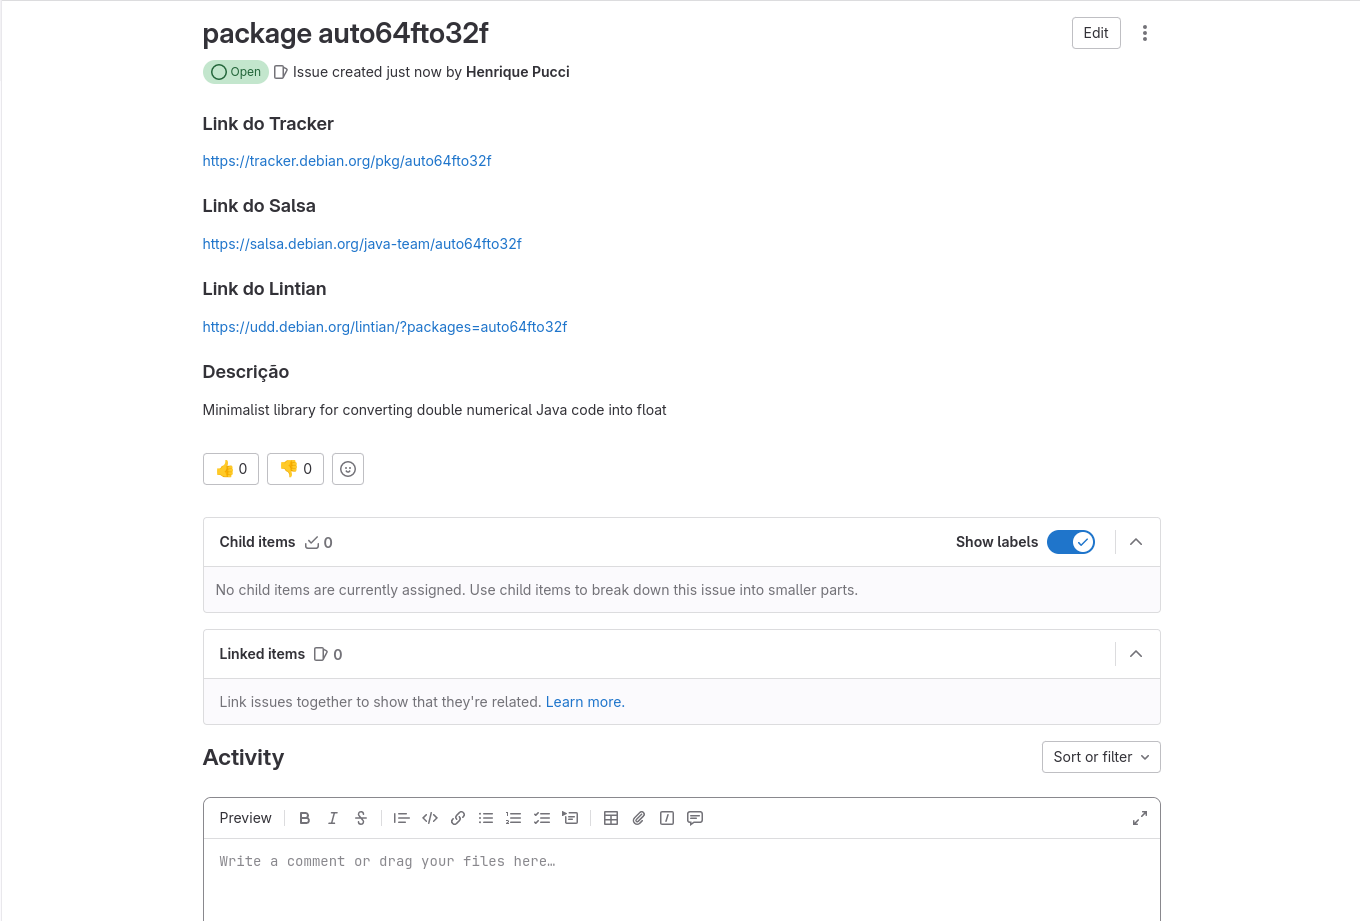 package auto64fto32f
Edit
Open
Issue created just now by Henrique Pucci
Link do Tracker
https://tracker.debian.org/pkg/auto64fto32f
Link do Salsa
https://salsa.debian.org/java-team/auto64fto32f
Link do Lintian
https://udd.debian.org/lintian/?packages=auto64fto32f
Descrição
Minimalist library for converting double numerical Java code into float
👍 0 👎 0
Child items 0 Show labels
No child items are currently assigned. Use child items to break down this issue into smaller parts.
Linked items 0
Link issues together to show that they're related. Learn more.
Activity
Sort or filter
Preview
Write a comment or drag your files here…